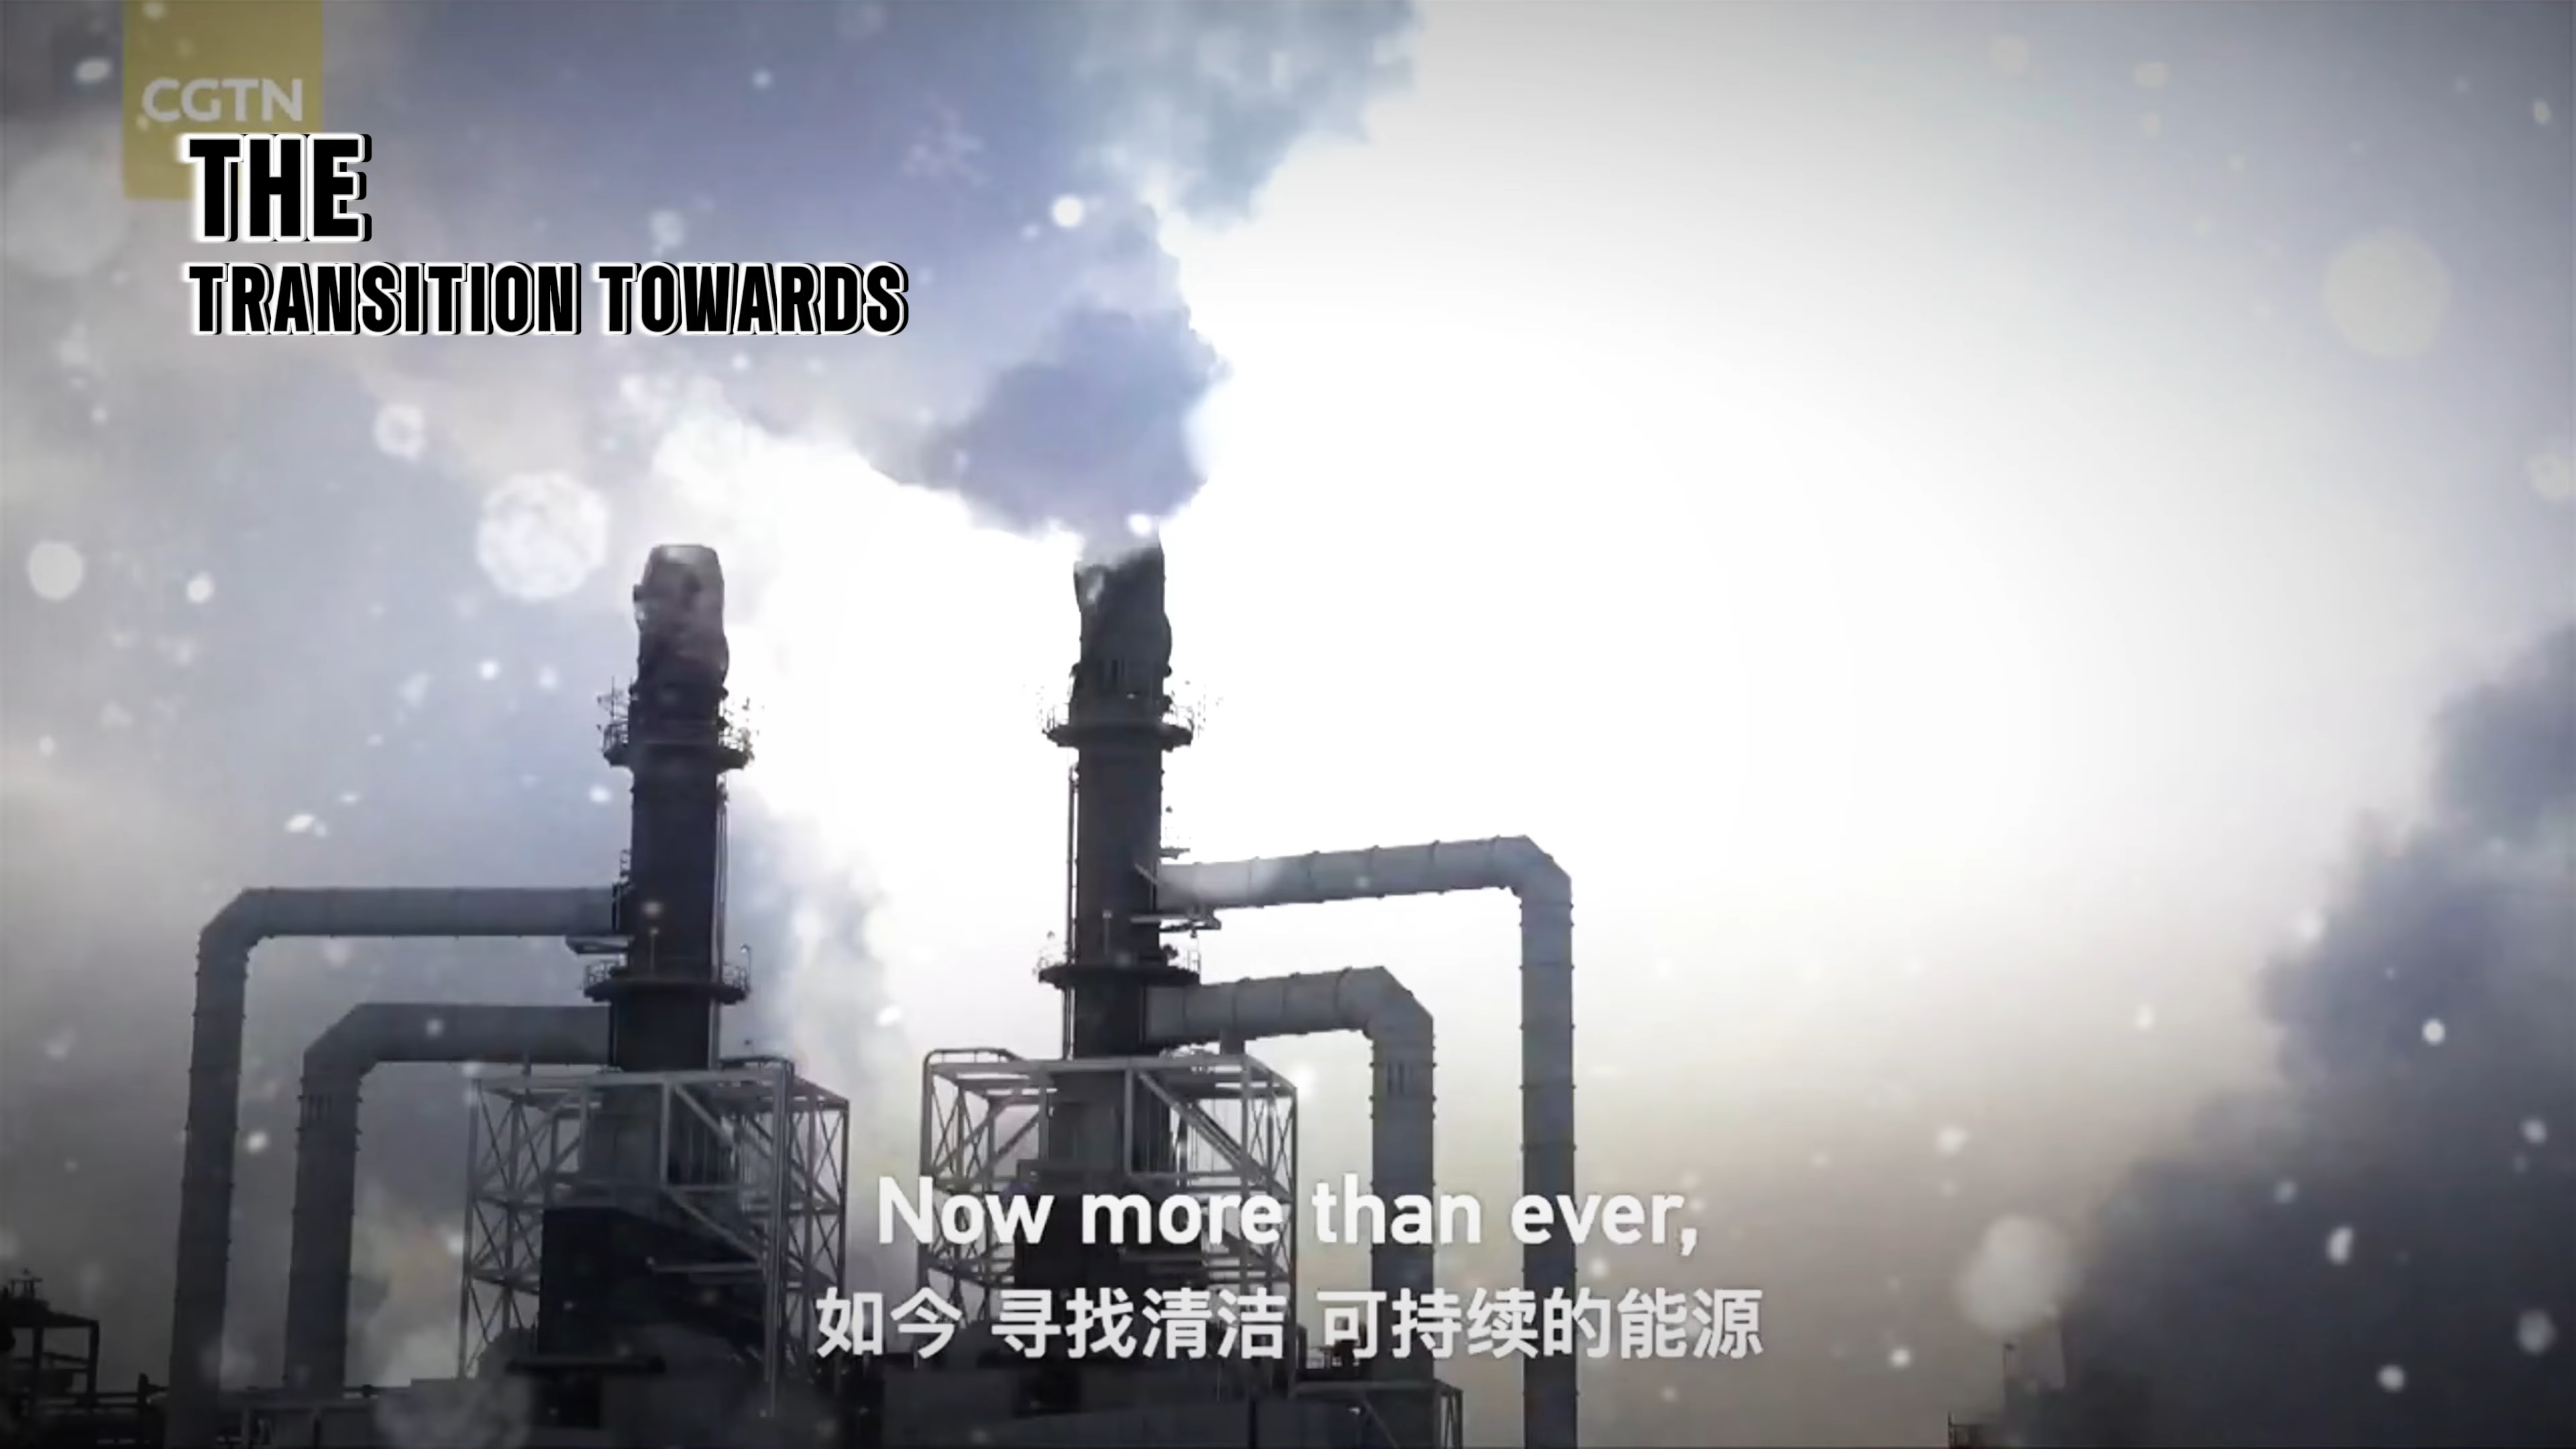 CGTN
THE
TRANSITION TOWARDS
Now more than ever,
如今 寻找清洁 可持续的能源